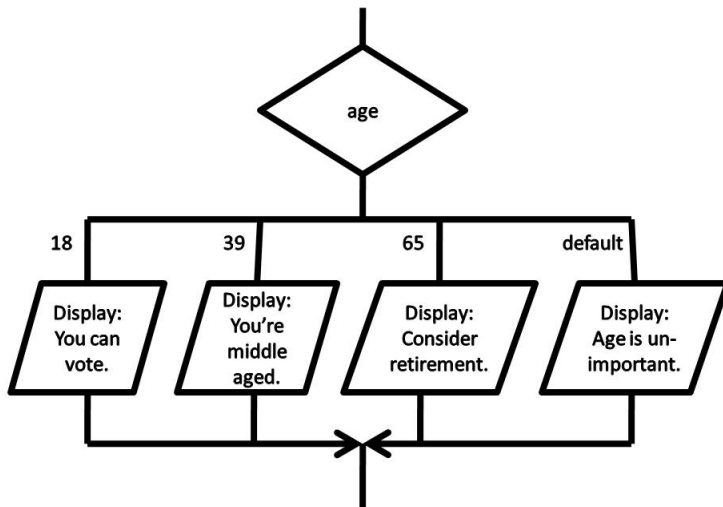 age
18
39
65
default
Display:
You can
vote.
Display:
You're
middle
aged.
Display:
Consider
retirement.
Display:
Age is un-
important.